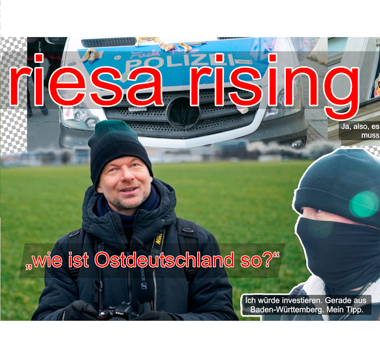 POLIZEI
riesa rising
Ja, also, es
muss
„wie ist Ostdeutschland so?“
Ich würde investieren. Gerade aus
Baden-Württemberg. Mein Tipp.